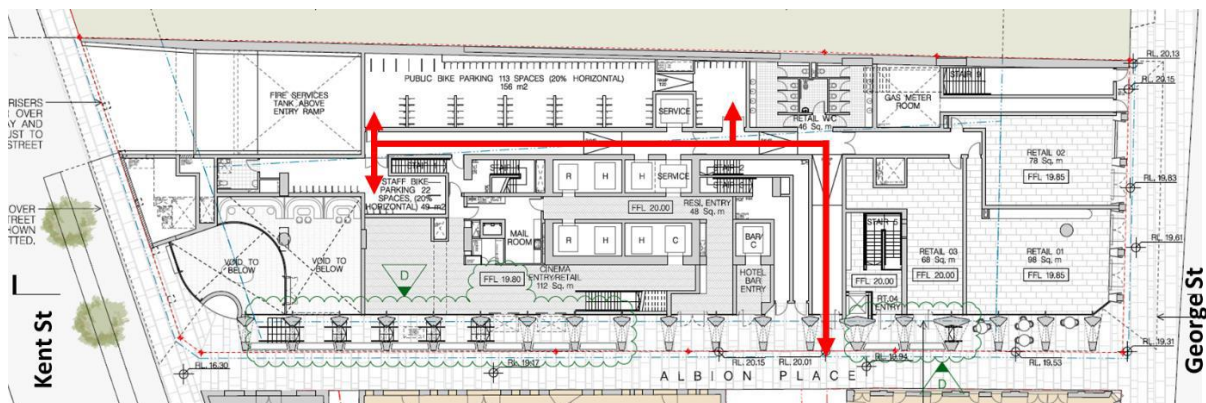 RISERS
OVER
AY AND
UST TO
STREET
OVER
TREET
SHOWN
TTED.
Kent St
FIRE SERVICES
TANK ABOVE
ENTRY RAMP
PUBLIC BIKE PARKING 113 SPACES (20% HORIZONTAL)
156 m2
SERVICE
RETAIL WC
46 Sq. m
GAS METER
ROOM
STAIR 9
RL. 20.13
RL. 20.15
STAFF BIKE
PARKING 22
SPACES, (20%
HORIZONTAL) 49 m2
R
H
H
SERVICE
FFL 20.00
RESI. ENTRY
48 Sq. m
MAIL
ROOM
R
H
H
C
BAR/
C
HOTEL
BAR
ENTRY
VOID TO
BELOW
VOID TO
BELOW
D
FFL 19.80
CINEMA
ENTRY/RETAIL
112 Sq. m
STAIR 5
FFL 20.00
RT.04
ENTRY
RETAIL 03
68 Sq. m
FFL 20.00
RETAIL 02
78 Sq. m
FFL 19.85
RETAIL 01
98 Sq. m
FFL 19.85
RL. 19.83
RL. 19.61
RL. 19.31
George St
RL. 16.30
RL. 19.17
RL. 20.15
RL. 20.01
RL. 19.94
RL. 19.53
ALBION PLACE
D